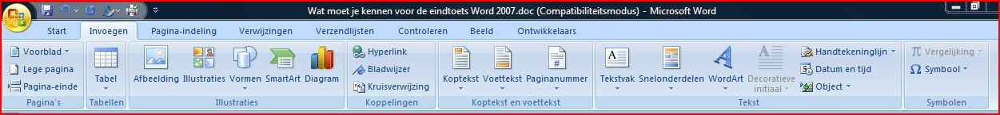 Wat moet je kennen voor de eindtoets Word 2007.doc (Compatibiliteitsmodus) - Microsoft Word
Start Invoegen Pagina-indeling Verwijzingen Verzendlijsten Controleren Beeld Ontwikkelaars
Voorblad
Lege pagina
Pagina-einde
Pagina's
Tabel
Tabellen
Afbeelding Illustraties Vormen SmartArt Diagram
Illustraties
Hyperlink
Bladwijzer
Kruisverwijzing
Koppelingen
Koptekst Voettekst Paginanummer
Koptekst en voettekst
Tekstvak Snelonderdelen WordArt Decoratieve
initiaal
Handtekeninglijn
Datum en tijd
Object
Tekst
Vergelijking
Symbool
Symbolen